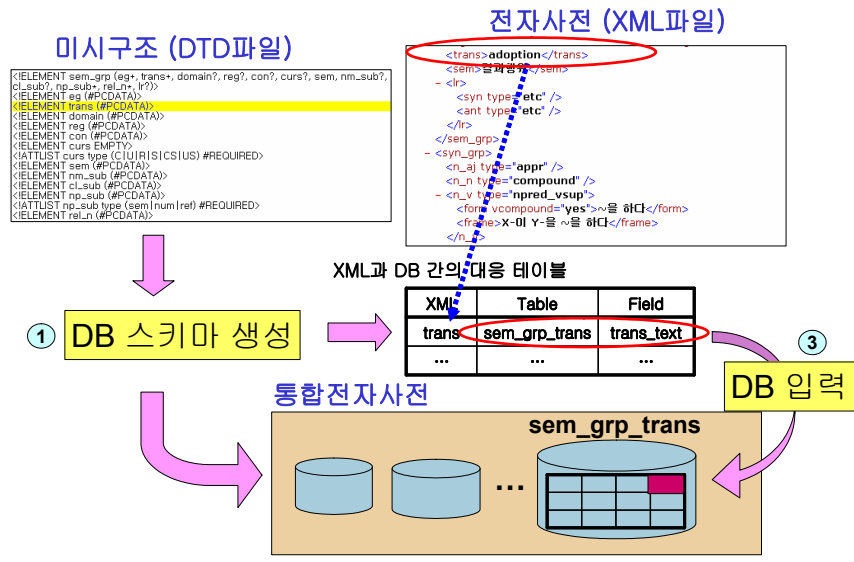 미시구조 (DTD파일)
<!ELEMENT sem_grp (eg+, trans+, domain?, reg?, con?, curs?, sem, nm_sub?,
cl_sub?, np_sub*, rel_n*, lr?)>
<!ELEMENT eg (#PCDATA)>
<!ELEMENT trans (#PCDATA)>
<!ELEMENT domain (#PCDATA)>
<!ELEMENT reg (#PCDATA)>
<!ELEMENT con (#PCDATA)>
<!ELEMENT curs EMPTY>
<!ATTLIST curs type (C|U|R|S|CS|US) #REQUIRED>
<!ELEMENT sem (#PCDATA)>
<!ELEMENT nm_sub (#PCDATA)>
<!ELEMENT cl_sub (#PCDATA)>
<!ELEMENT np_sub (#PCDATA)>
<!ATTLIST np_sub type (sem|num|ref) #REQUIRED>
<!ELEMENT rel_n (#PCDATA)>
전자사전 (XML파일)
<trans>adoption</trans>
<sem>결과행위</sem>
- <lr>
<syn type="etc" />
<ant type="etc" />
</lr>
</sem_grp>
- <syn_grp>
<n_aj type="appr" />
<n_n type="compound" />
- <n_v type="npred_vsup">
<form vcompound="yes">~을 하다</form>
<frame>X-이 Y-을 ~을 하다</frame>
</n_v>
XML과 DB 간의 대응 테이블
XML Table Field
trans sem_grp_trans trans_text
... ... ...
1 DB 스키마 생성
3
DB 입력
통합전자사전
sem_grp_trans
...